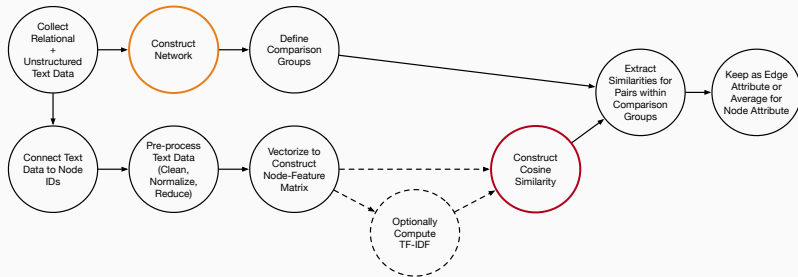 Collect
Relational
+
Unstructured
Text Data
Construct
Network
Define
Comparison
Groups
Extract
Similarities for
Pairs within
Comparison
Groups
Keep as Edge
Attribute or
Average for
Node Attribute
Connect Text
Data to Node
IDs
Pre-process
Text Data
(Clean,
Normalize,
Reduce)
Vectorize to
Construct
Node-Feature
Matrix
Construct
Cosine
Similarity
Optionally
Compute
TF-IDF